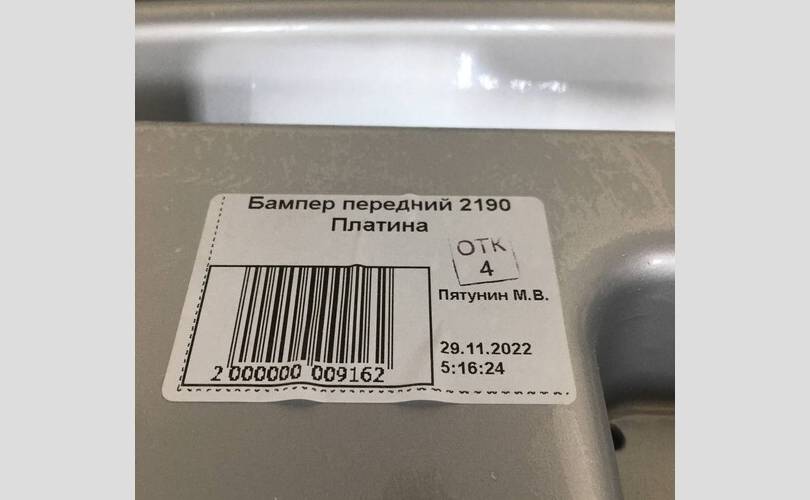 Бампер передний 2190
Платина
ОТК
4
Пятунин М.В.
29.11.2022
5:16:24
2 000000 009162